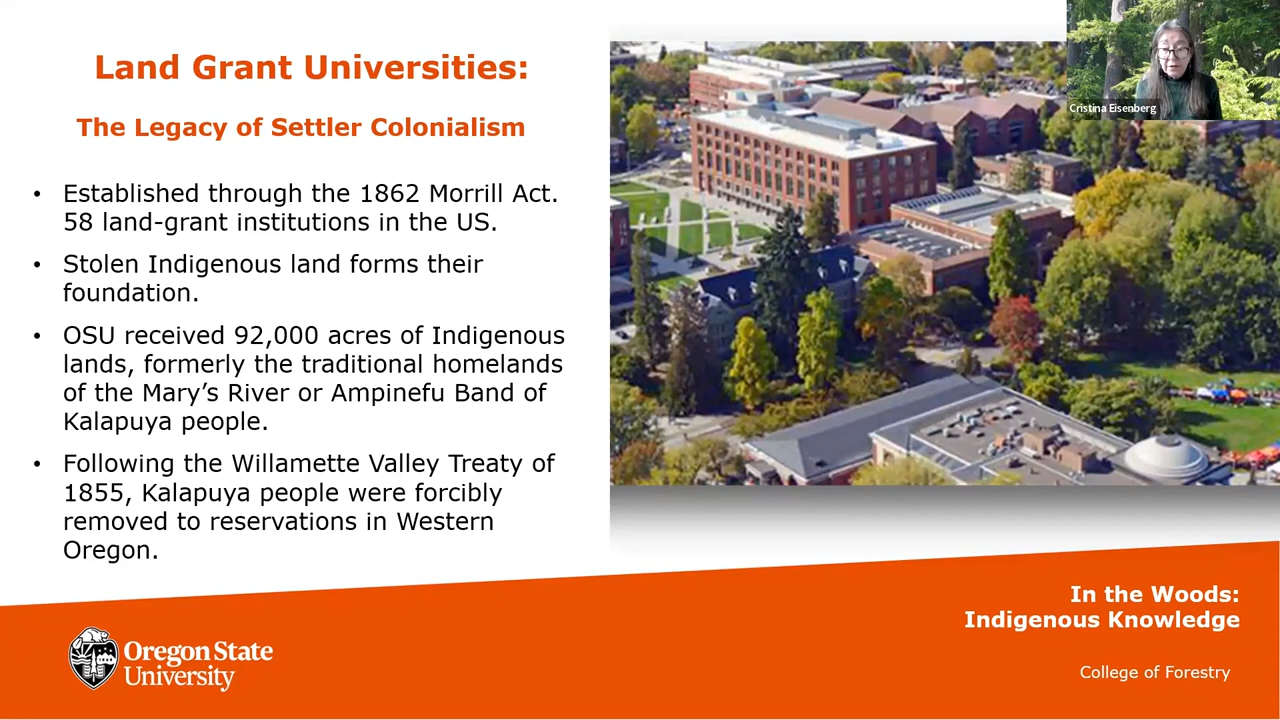 Land Grant Universities:
The Legacy of Settler Colonialism
• Established through the 1862 Morrill Act.
58 land-grant institutions in the US.
• Stolen Indigenous land forms their
foundation.
• OSU received 92,000 acres of Indigenous
lands, formerly the traditional homelands
of the Mary’s River or Ampinefu Band of
Kalapuya people.
• Following the Willamette Valley Treaty of
1855, Kalapuya people were forcibly
removed to reservations in Western
Oregon.
Cristina Eisenberg
In the Woods:
Indigenous Knowledge
College of Forestry
Oregon State
University